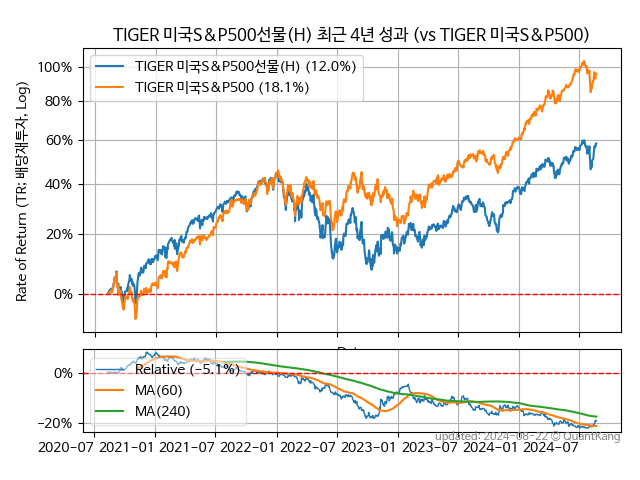 TIGER 미국S&P500선물(H) 최근 4년 성과 (vs TIGER 미국S&P500)
Rate of Return (TR: 배당재투자, Log)
100%
80%
60%
40%
20%
0%
TIGER 미국S&P500선물(H) (12.0%)
TIGER 미국S&P500 (18.1%)
0%
−20%
Relative (−5.1%)
MA(60)
MA(240)
2020-07 2021-01 2021-07 2022-01 2022-07 2023-01 2023-07 2024-01 2024-07
updated: 2024-08-22 © QuantKang